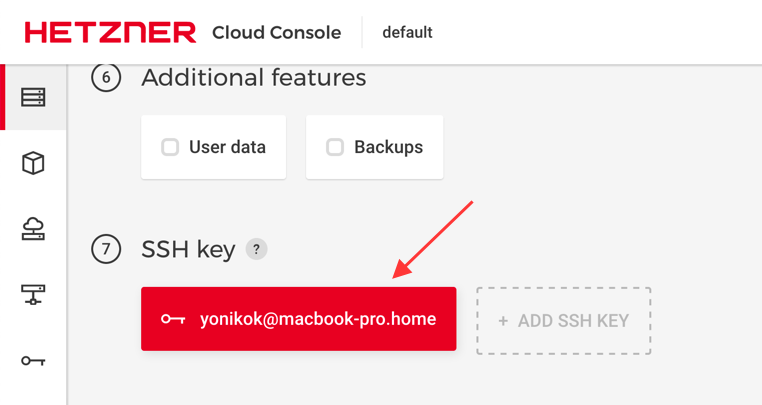 HETZNER Cloud Console default
6 Additional features
User data Backups
7 SSH key ?
yonikok@macbook-pro.home + ADD SSH KEY